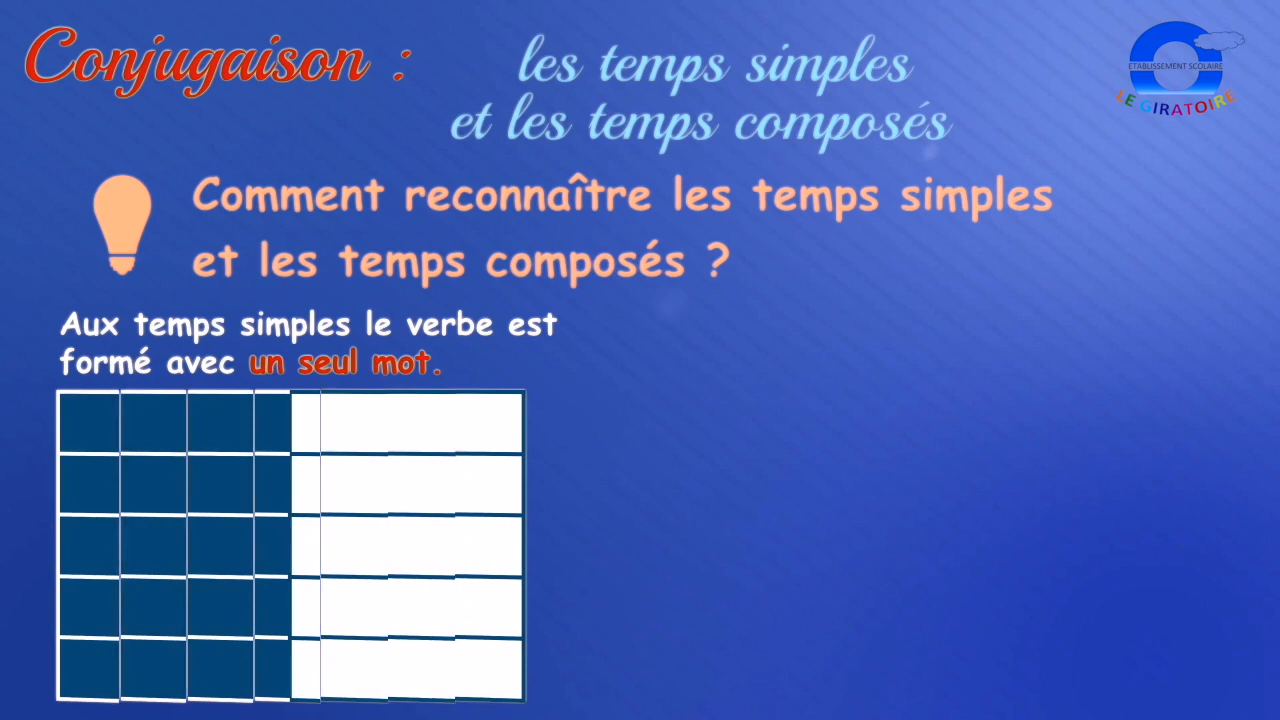 Conjugaison :
les temps simples
et les temps composés
ETABLISSEMENT SCOLAIRE
LE GIRATOIRE
Comment reconnaître les temps simples
et les temps composés ?
Aux temps simples le verbe est
formé avec un seul mot.